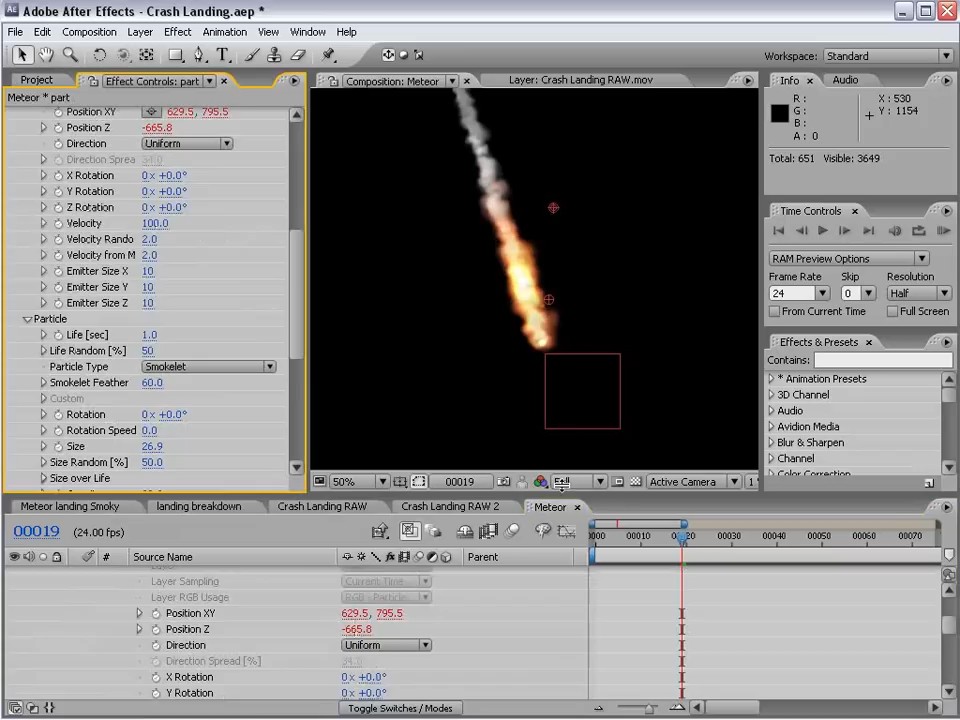 Adobe After Effects - Crash Landing.aep *
File Edit Composition Layer Effect Animation View Window Help
Workspace: Standard
Project Effect Controls: part
Meteor * part
Position XY 629.5, 795.5
Position Z -665.8
Direction Uniform
Direction Sprea 34.0
X Rotation 0 x +0.0°
Y Rotation 0 x +0.0°
Z Rotation 0 x +0.0°
Velocity 100.0
Velocity Rando 2.0
Velocity from M 2.0
Emitter Size X 10
Emitter Size Y 10
Emitter Size Z 10
Particle
Life [sec] 1.0
Life Random [%] 50
Particle Type Smokelet
Smokelet Feather 60.0
Custom
Rotation 0 x +0.0°
Rotation Speed 0.0
Size 26.9
Size Random [%] 50.0
Size over Life
Composition: Meteor Layer: Crash Landing RAW.mov
50% 00019 Full Active Camera 1
Info Audio
R: X: 530
G: Y: 1154
B:
A: 0
Total: 651 Visible: 3649
Time Controls
RAM Preview Options
Frame Rate Skip Resolution
24 0 Half
From Current Time Full Screen
Effects & Presets
Contains:
* Animation Presets
3D Channel
Audio
Avidion Media
Blur & Sharpen
Channel
Color Correction
Meteor landing Smoky landing breakdown Crash Landing RAW Crash Landing RAW 2 Meteor
00019 (24.00 fps)
# Source Name Parent
00010 00030 00040 00050 00060 00070
Layer Sampling Current Time
Layer RGB Usage RGB - Particle
Position XY 629.5, 795.5
Position Z -665.8
Direction Uniform
Direction Spread [%] 34.0
X Rotation 0 x +0.0°
Y Rotation 0 x +0.0°
Toggle Switches / Modes